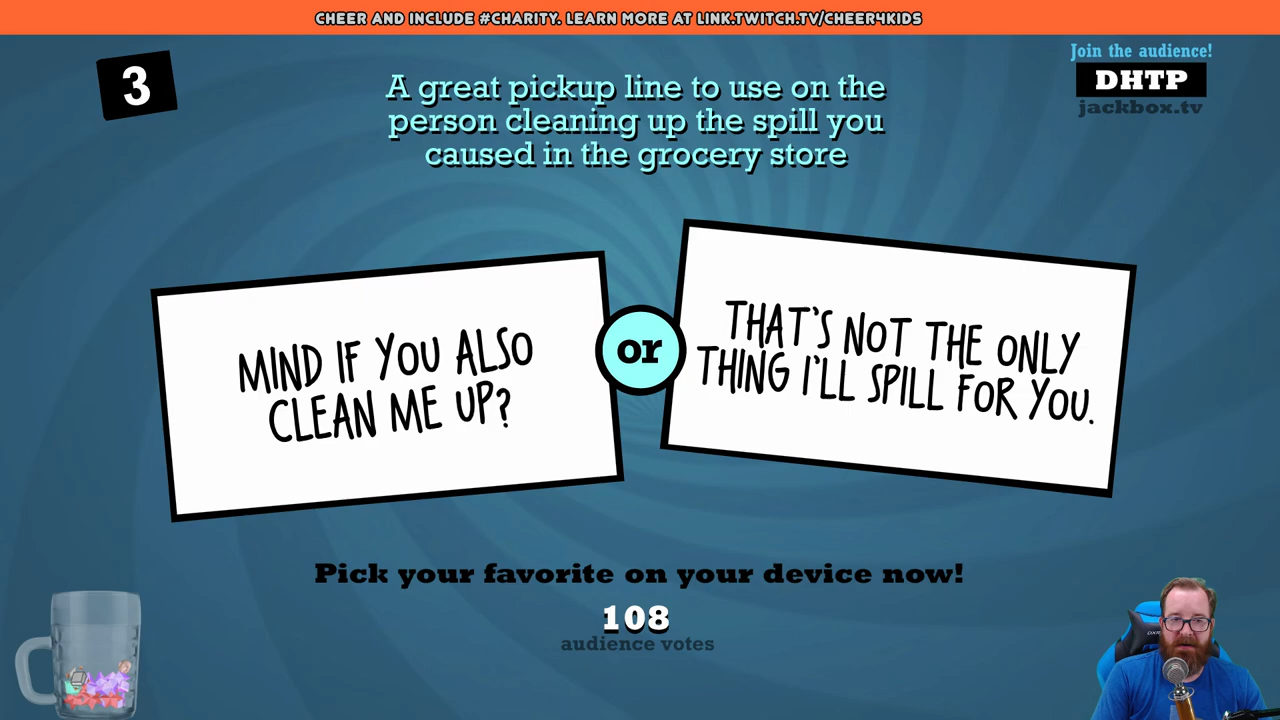 CHEER AND INCLUDE #CHARITY. LEARN MORE AT LINK.TWITCH.TV/CHEER4KIDS
3
A great pickup line to use on the
person cleaning up the spill you
caused in the grocery store
Join the audience!
DHTP
jackbox.tv
MIND IF YOU ALSO
CLEAN ME UP?
or
THAT'S NOT THE ONLY
THING I'LL SPILL FOR YOU.
Pick your favorite on your device now!
108
audience votes